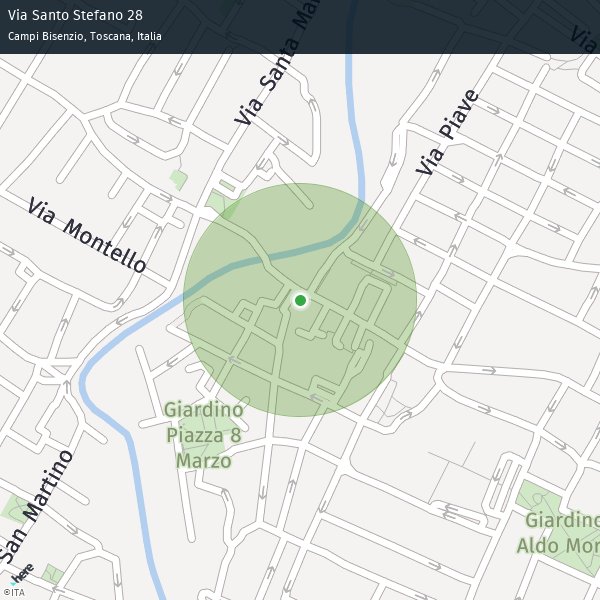 Via Santo Stefano 28
Campi Bisenzio, Toscana, Italia
Via Santa Mar
Via
Via Piave
Via Montello
Giardino
Piazza 8
Marzo
San Martino
Giardino
Aldo Mor
here
©ITA